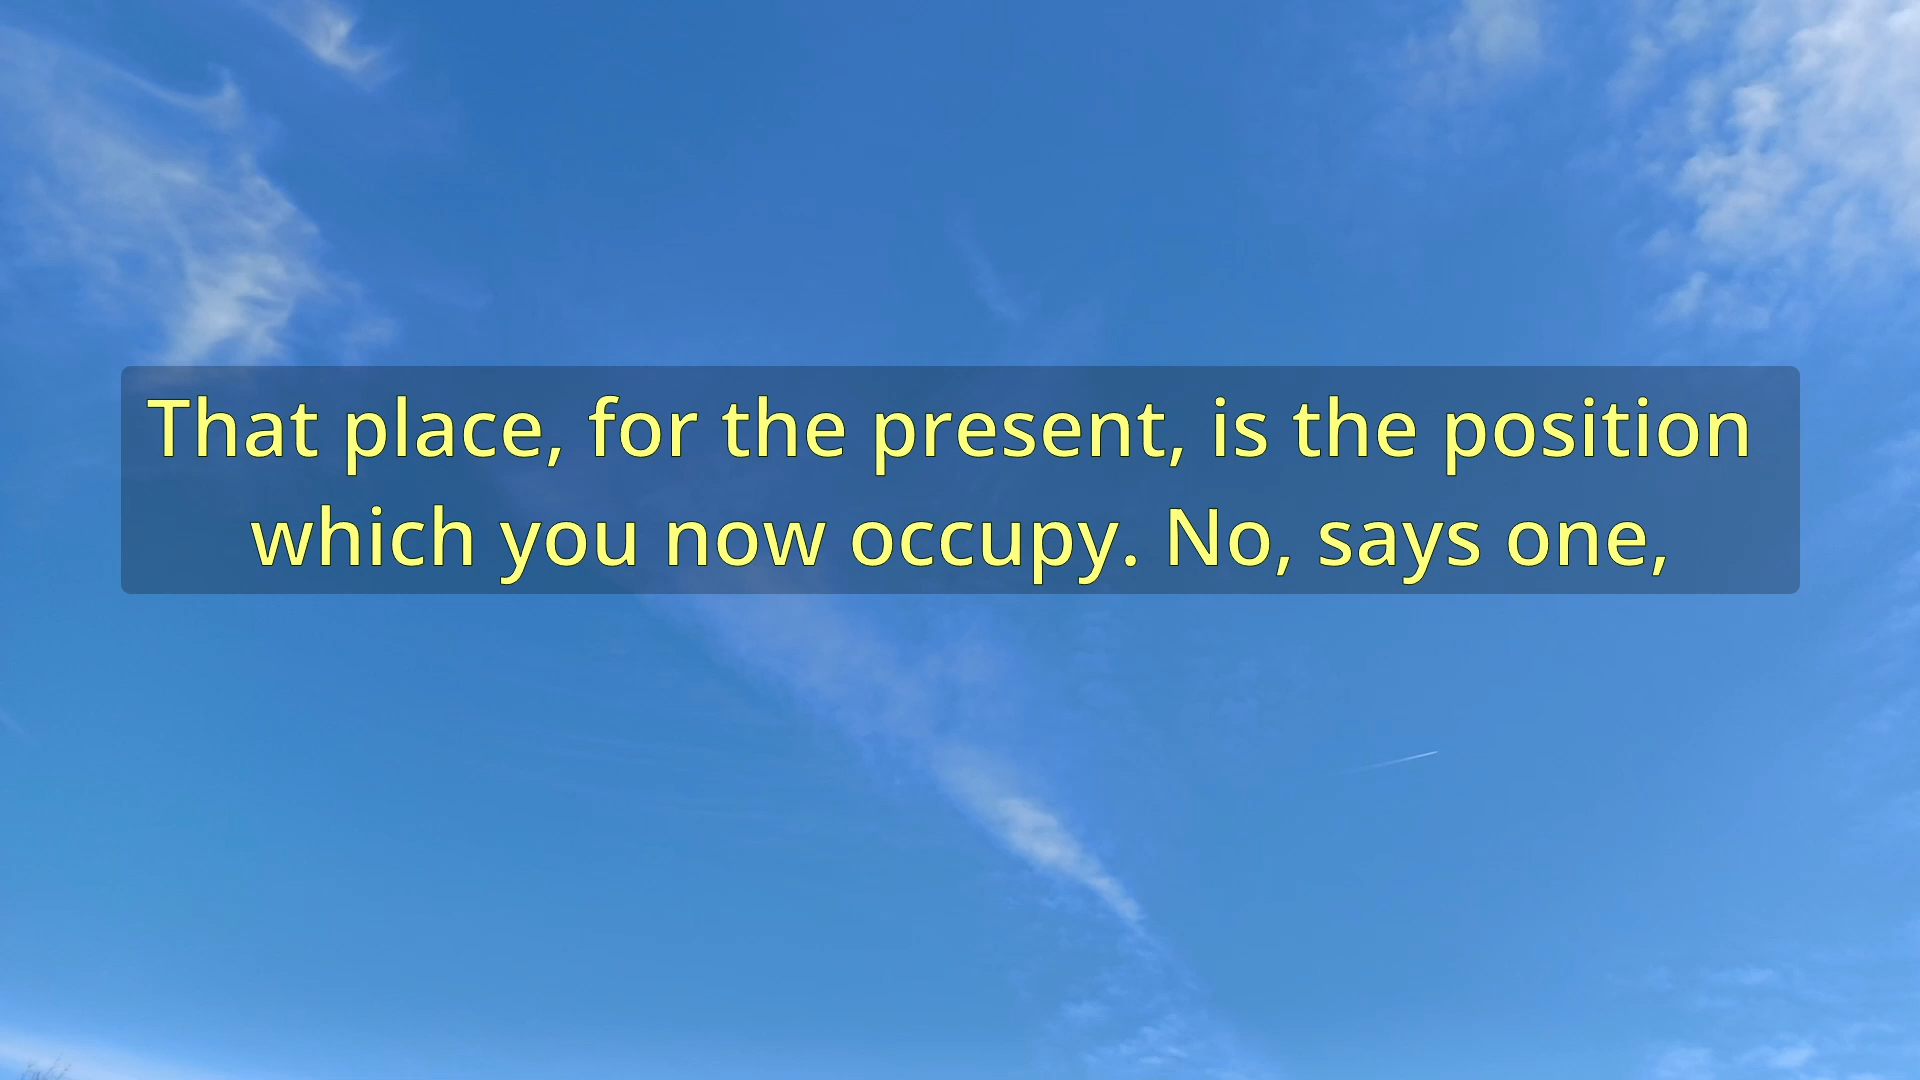 That place, for the present, is the position
which you now occupy. No, says one,